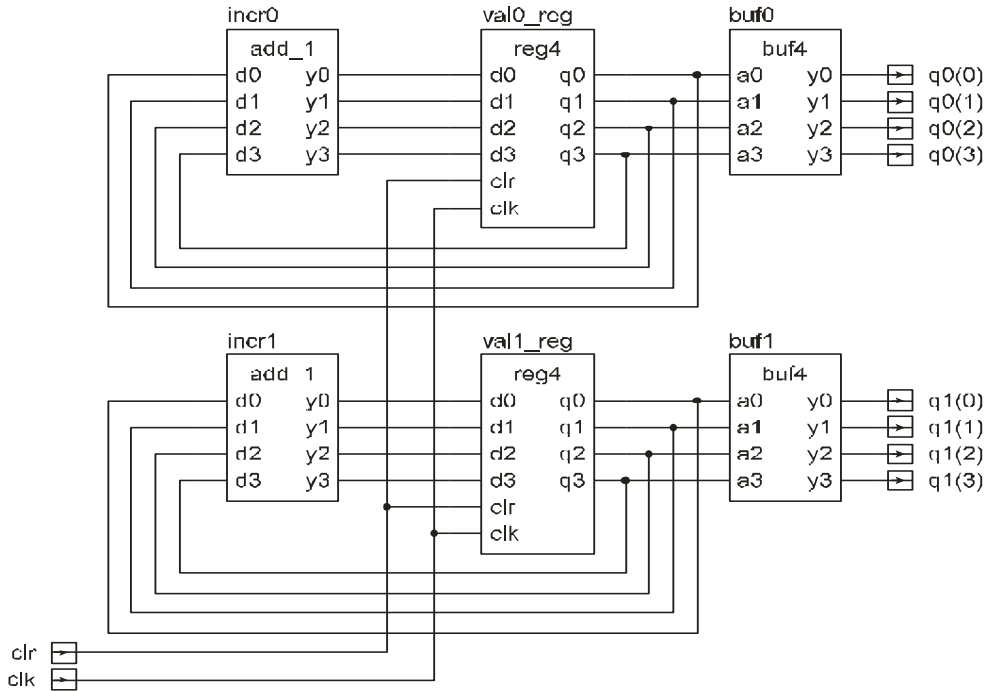 incr0 val0_reg buf0
add_1 reg4 buf4
d0 y0 d0 q0 a0 y0 q0(0)
d1 y1 d1 q1 a1 y1 q0(1)
d2 y2 d2 q2 a2 y2 q0(2)
d3 y3 d3 q3 a3 y3 q0(3)
clr
clk
incr1 val1_reg buf1
add_1 reg4 buf4
d0 y0 d0 q0 a0 y0 q1(0)
d1 y1 d1 q1 a1 y1 q1(1)
d2 y2 d2 q2 a2 y2 q1(2)
d3 y3 d3 q3 a3 y3 q1(3)
clr
clk
clr
clk